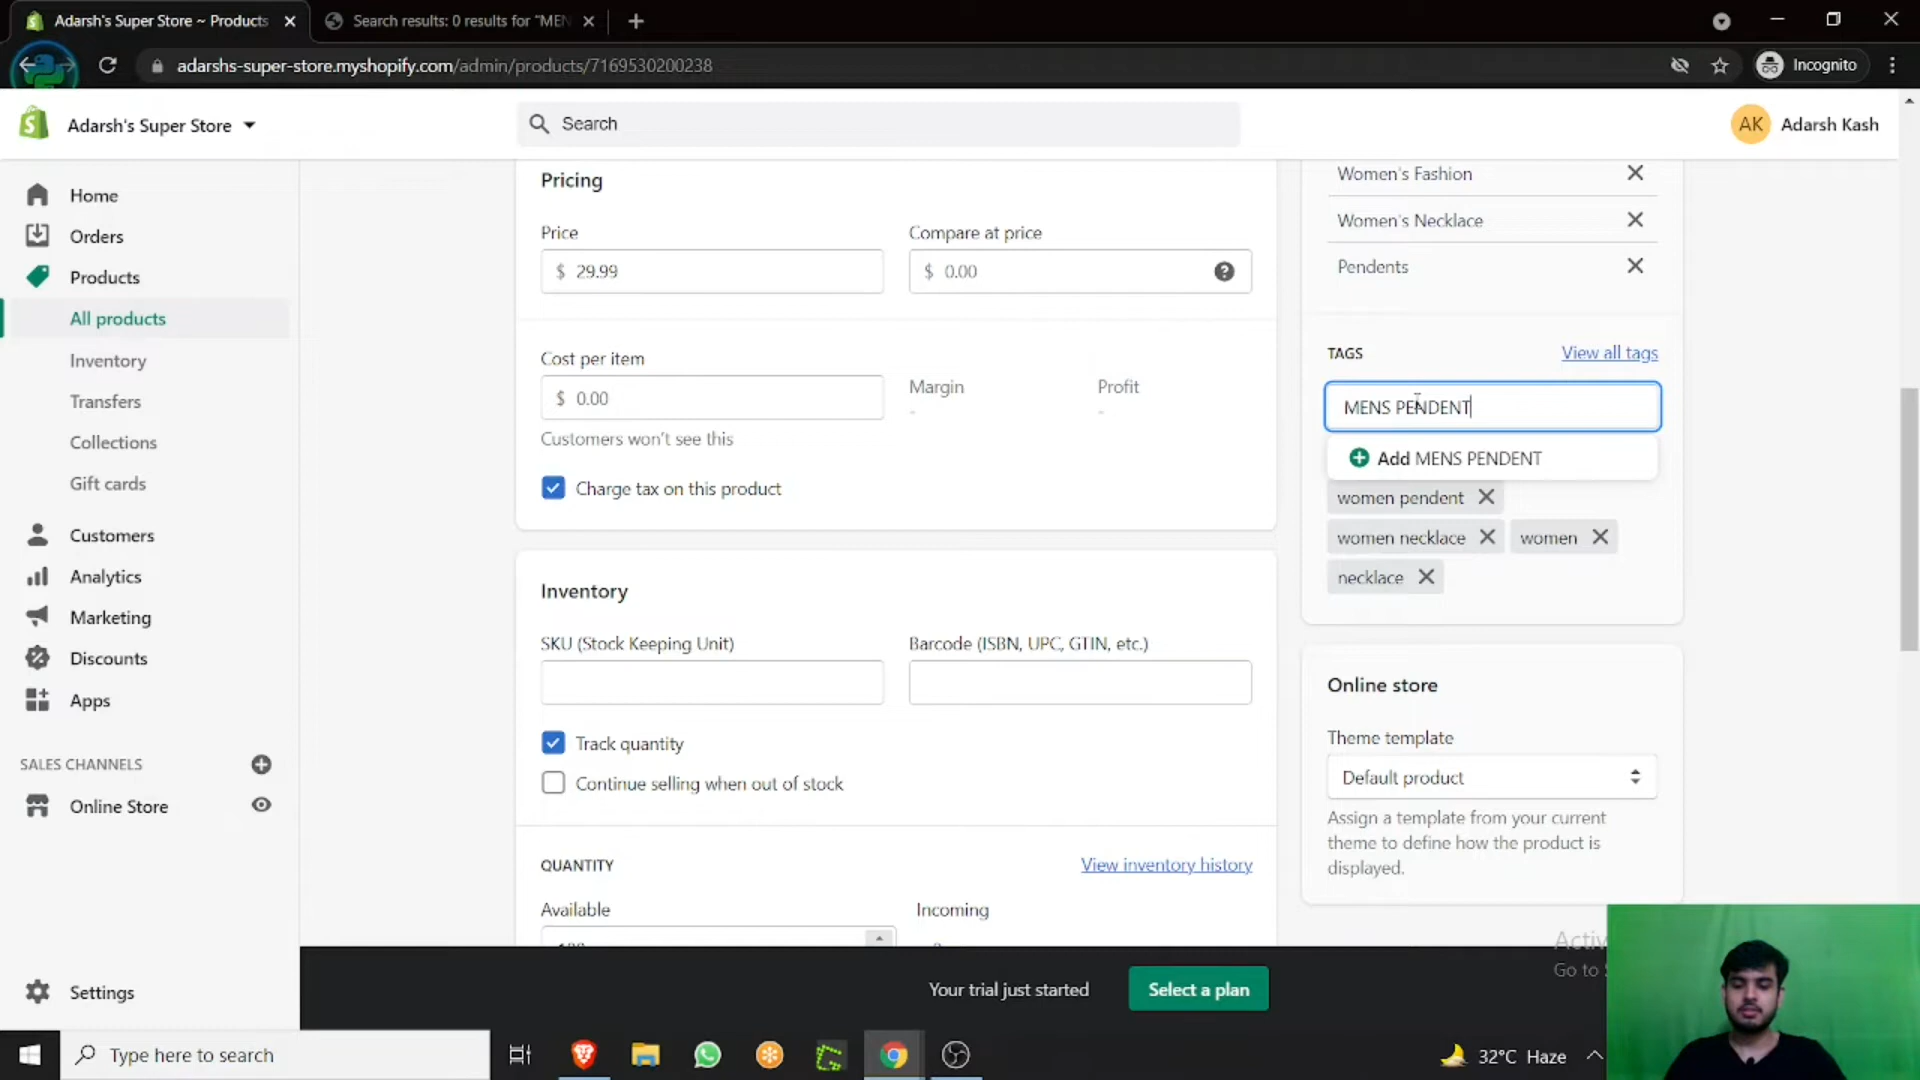 Adarsh's Super Store ~ Products
Search results: 0 results for "MEN
adarshs-super-store.myshopify.com/admin/products/7169530200238
Incognito
Adarsh's Super Store
Search
AK
Adarsh Kash
Home
Orders
Products
All products
Inventory
Transfers
Collections
Gift cards
Customers
Analytics
Marketing
Discounts
Apps
SALES CHANNELS
Online Store
Settings
Pricing
Price
Compare at price
$ 29.99
$ 0.00
Cost per item
$ 0.00
Margin
Profit
-
-
Customers won't see this
Charge tax on this product
Inventory
SKU (Stock Keeping Unit)
Barcode (ISBN, UPC, GTIN, etc.)
Track quantity
Continue selling when out of stock
QUANTITY
View inventory history
Available
Incoming
Women's Fashion
Women's Necklace
Pendents
TAGS
View all tags
MENS PENDENT
Add MENS PENDENT
women pendent
women necklace
women
necklace
Online store
Theme template
Default product
Assign a template from your current
theme to define how the product is
displayed.
Go to
Your trial just started
Select a plan
Type here to search
32°C Haze